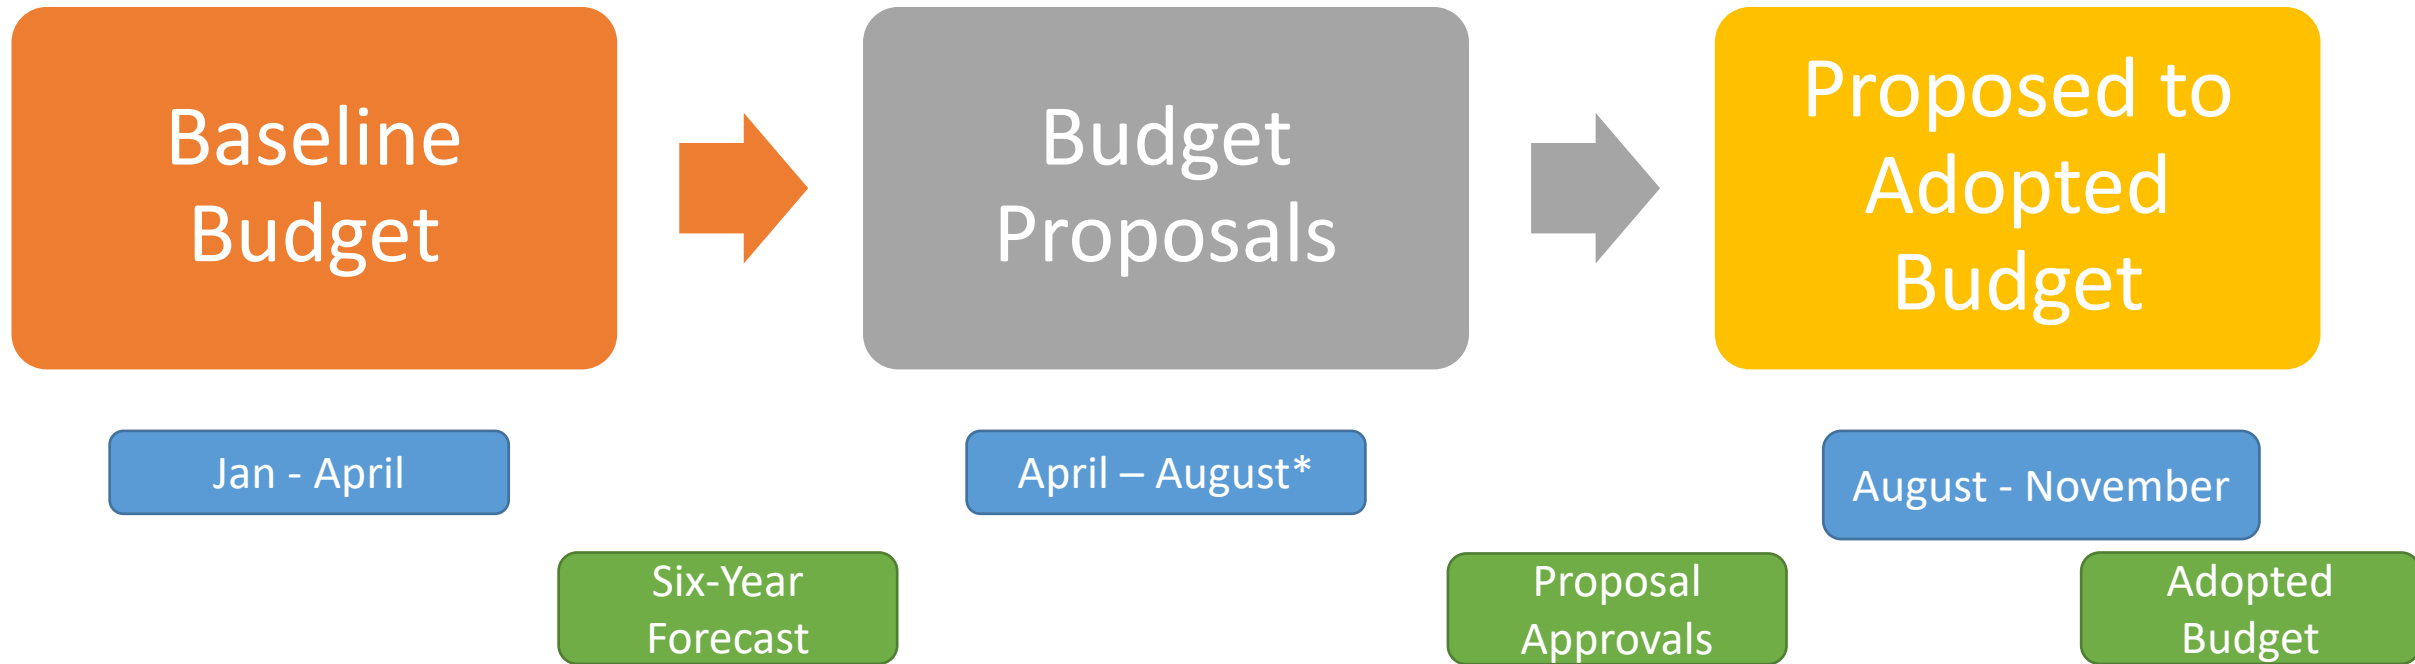 Baseline
Budget
Budget
Proposals
Proposed to
Adopted
Budget
Jan - April
April – August*
August - November
Six-Year
Forecast
Proposal
Approvals
Adopted
Budget